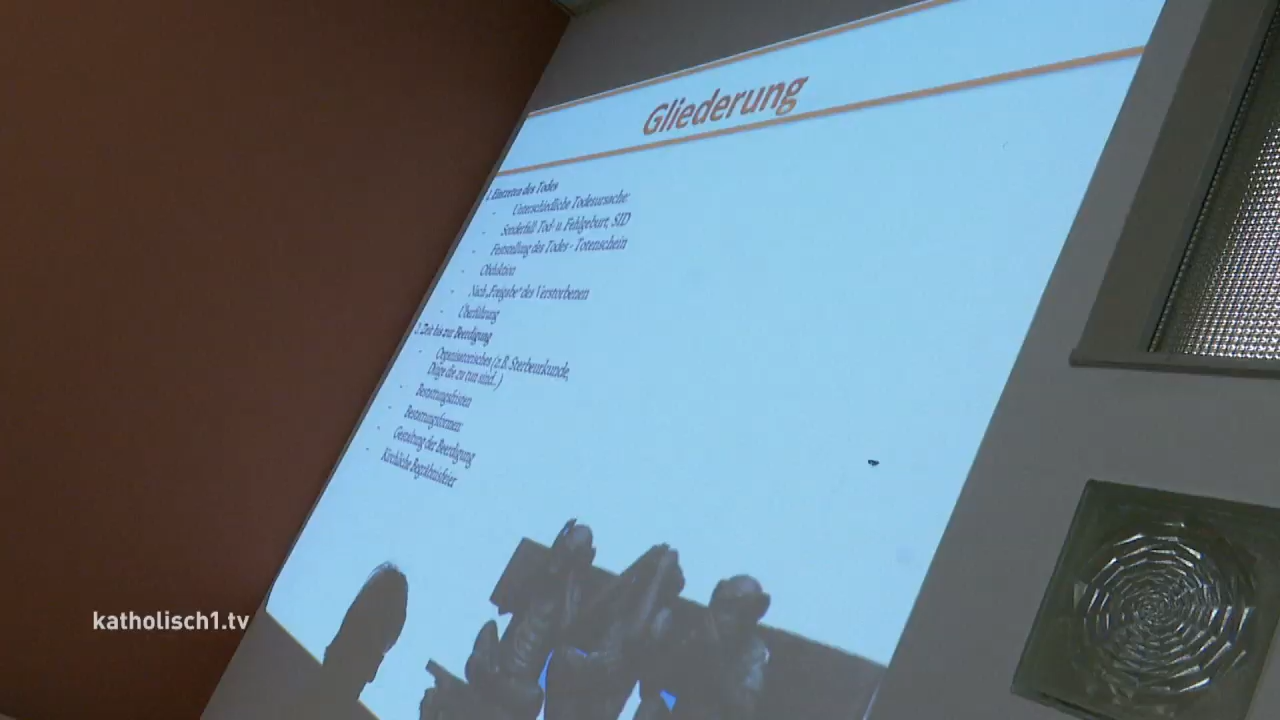 Gliederung
1. Eintreten des Todes
- Unterschiedliche Todesursache:
- Sonderfall Tod- u. Fehlgeburt, SID
- Feststellung des Todes - Totenschein
- Obduktion
- Nach „Freigabe“ des Verstorbenen
- Überführung
2. Zeit bis zur Beerdigung
- Organisatorisches (z.B. Sterbeurkunde,
Dinge die zu tun sind..)
- Bestattungsfristen
- Bestattungsformen:
- Gestaltung der Beerdigung
- Kirchliche Begräbnisfeier
katholisch1.tv